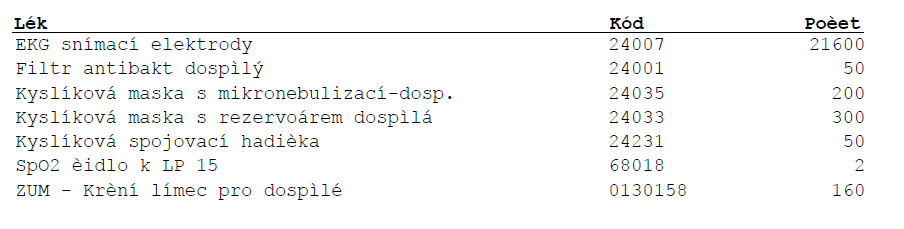 Lék Kód Poèet
EKG snímací elektrody 24007 21600
Filtr antibakt dospìlý 24001 50
Kyslíková maska s mikronebulizací-dosp. 24035 200
Kyslíková maska s rezervoárem dospìlá 24033 300
Kyslíková spojovací hadièka 24231 50
SpO2 èidlo k LP 15 68018 2
ZUM - Krèní límec pro dospìlé 0130158 160